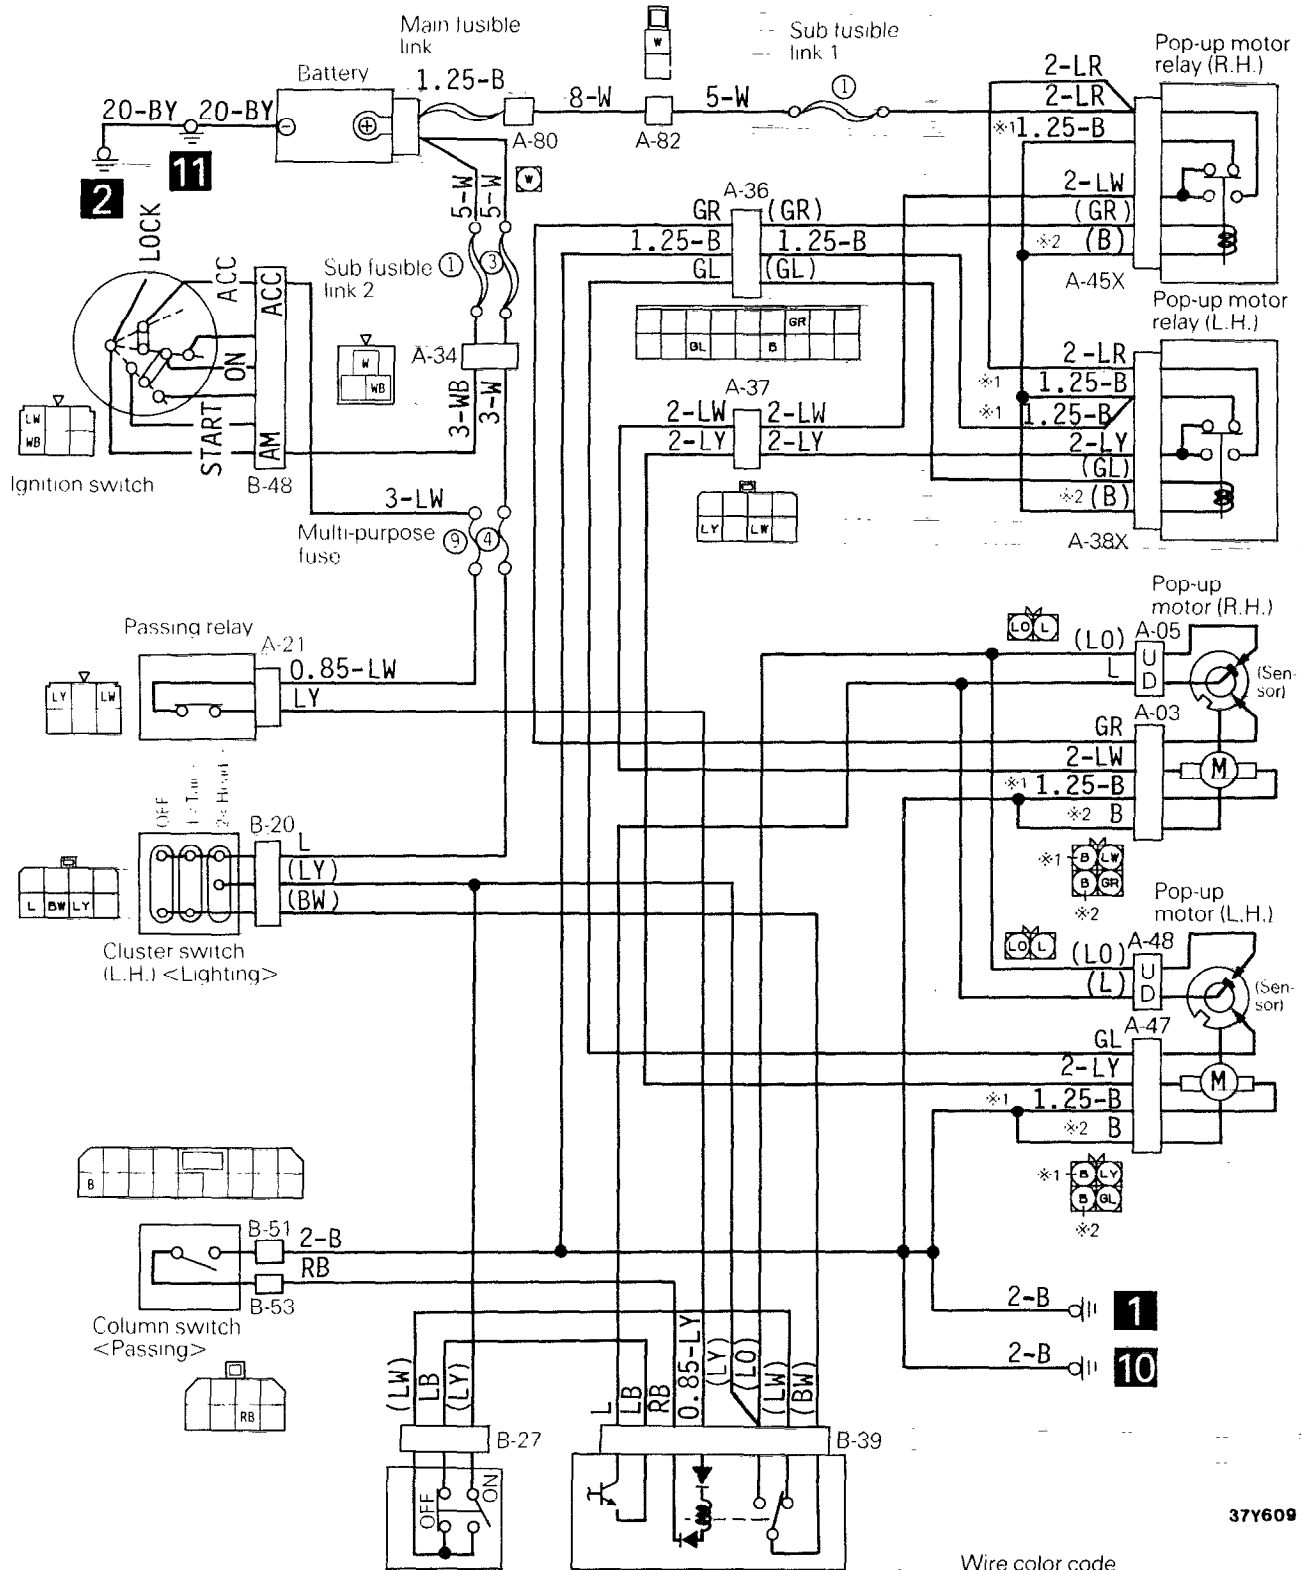 Main fusible
link
Sub fusible
link 1
Pop-up motor
relay (R.H.)
Battery
1.25-B
8-W
W
5-W
①
2-LR
2-LR
※1 1.25-B
20-BY
20-BY
A-80
A-82
2
11
W
5-W
5-W
2-LW
A-36
GR
(GR)
(GR)
1.25-B
1.25-B
※2 (B)
GL
(GL)
A-45X
LOCK
ACC
ACC
ON
START
AM
Sub fusible
link 2
①
③
GR
GL
B
Pop-up motor
relay (L.H.)
W
WB
A-34
3-WB
3-W
2-LR
※1 1.25-B
※1 1.25-B
A-37
2-LW
2-LW
2-LY
2-LY
2-LY
(GL)
※2 (B)
A-38X
LW
WB
Ignition switch
B-48
3-LW
LY
LW
Multi-purpose
fuse
⑨
④
Pop-up
motor (R.H.)
Passing relay
A-21
0.85-LW
LY
LY
LW
LO
L
(LO)
L
A-05
U
D
(Sen-
sor)
A-03
GR
2-LW
M
※1 1.25-B
※2 B
OFF
B-20
L
(LY)
(BW)
L
BW
LY
Cluster switch
(L.H.) <Lighting>
※1
B
LW
B
GR
※2
Pop-up
motor (L.H.)
LO
L
(LO)
(L)
A-48
U
D
(Sen-
sor)
A-47
GL
2-LY
M
※1 1.25-B
※2 B
※1
B
LY
B
GL
※2
B
B-51
2-B
RB
B-53
Column switch
<Passing>
RB
2-B
1
2-B
10
(LW)
LB
(LY)
L
LB
RB
0.85-LY
(LY)
(LO)
(LW)
(BW)
B-27
B-39
OFF
ON
37Y609
Wire color code